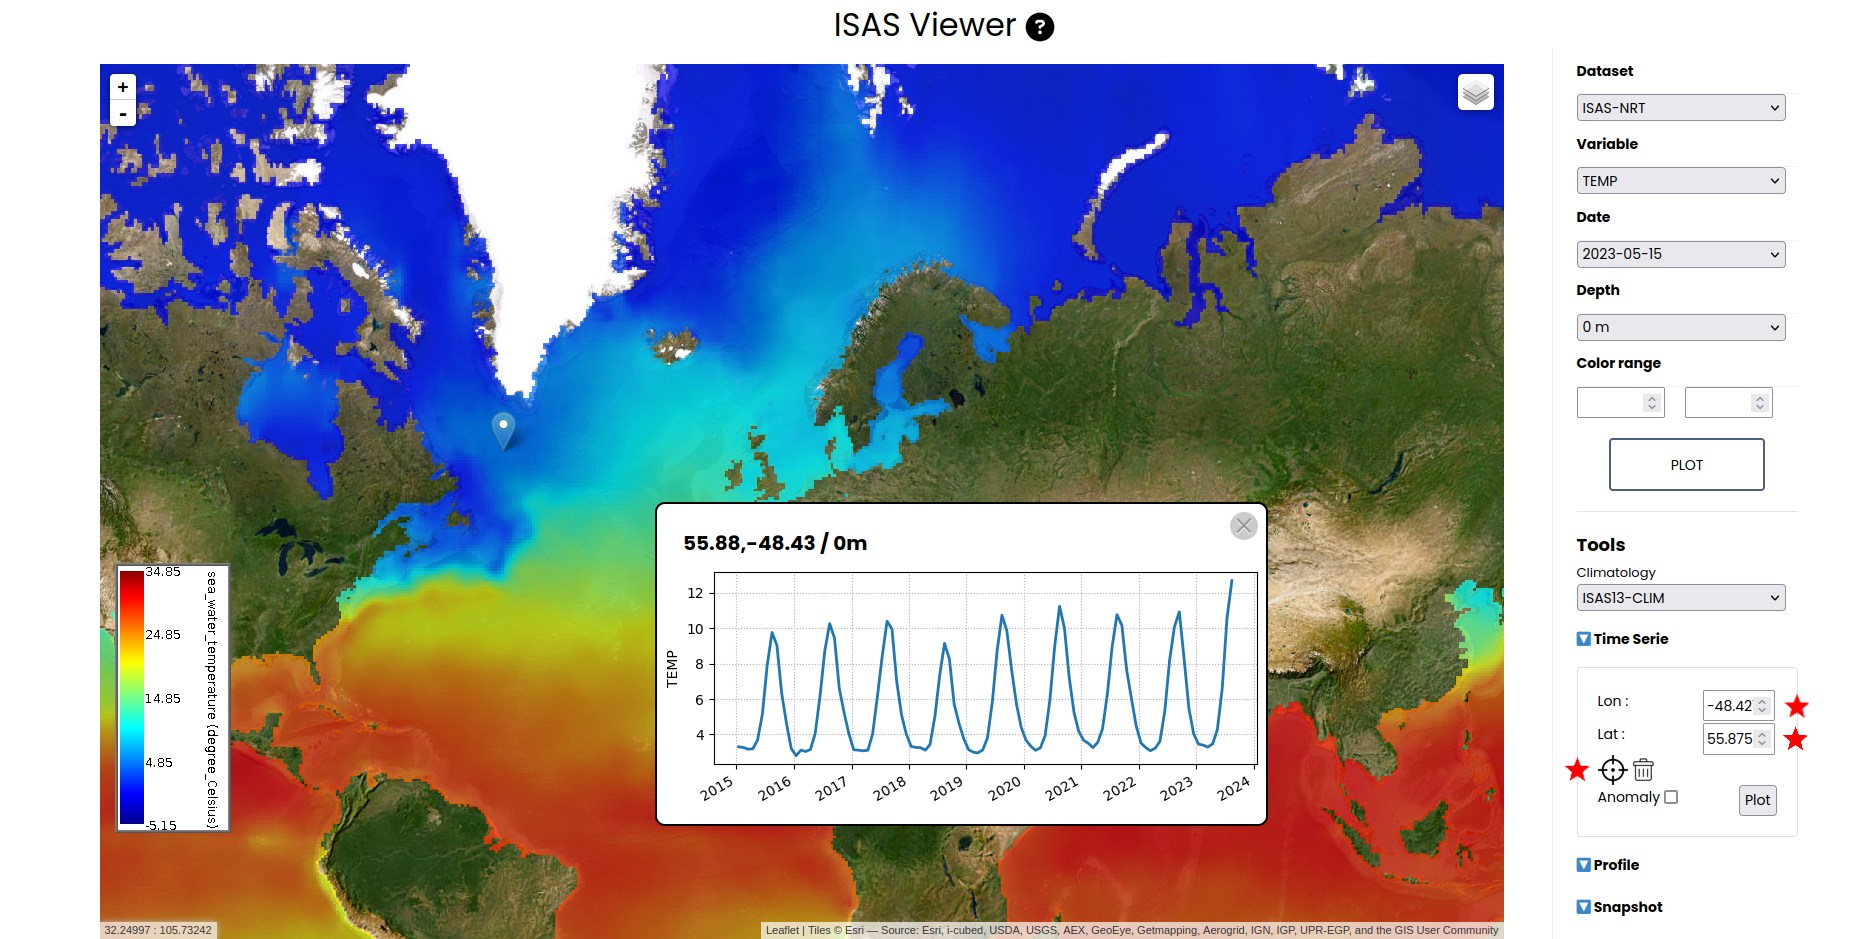 ISAS Viewer ?
+
-
Dataset
ISAS-NRT
Variable
TEMP
Date
2023-05-15
Depth
0 m
Color range
PLOT
Tools
Climatology
ISAS13-CLIM
Time Serie
Lon :
-48.42
Lat :
55.875
Anomaly
Plot
Profile
Snapshot
34.85
24.85
14.85
4.85
-5.15
sea_water_temperature (degree_Celsius)
55.88,-48.43 / 0m
TEMP
12
10
8
6
4
2015 2016 2017 2018 2019 2020 2021 2022 2023 2024
32.24997 : 105.73242
Leaflet | Tiles © Esri — Source: Esri, i-cubed, USDA, USGS, AEX, GeoEye, Getmapping, Aerogrid, IGN, IGP, UPR-EGP, and the GIS User Community